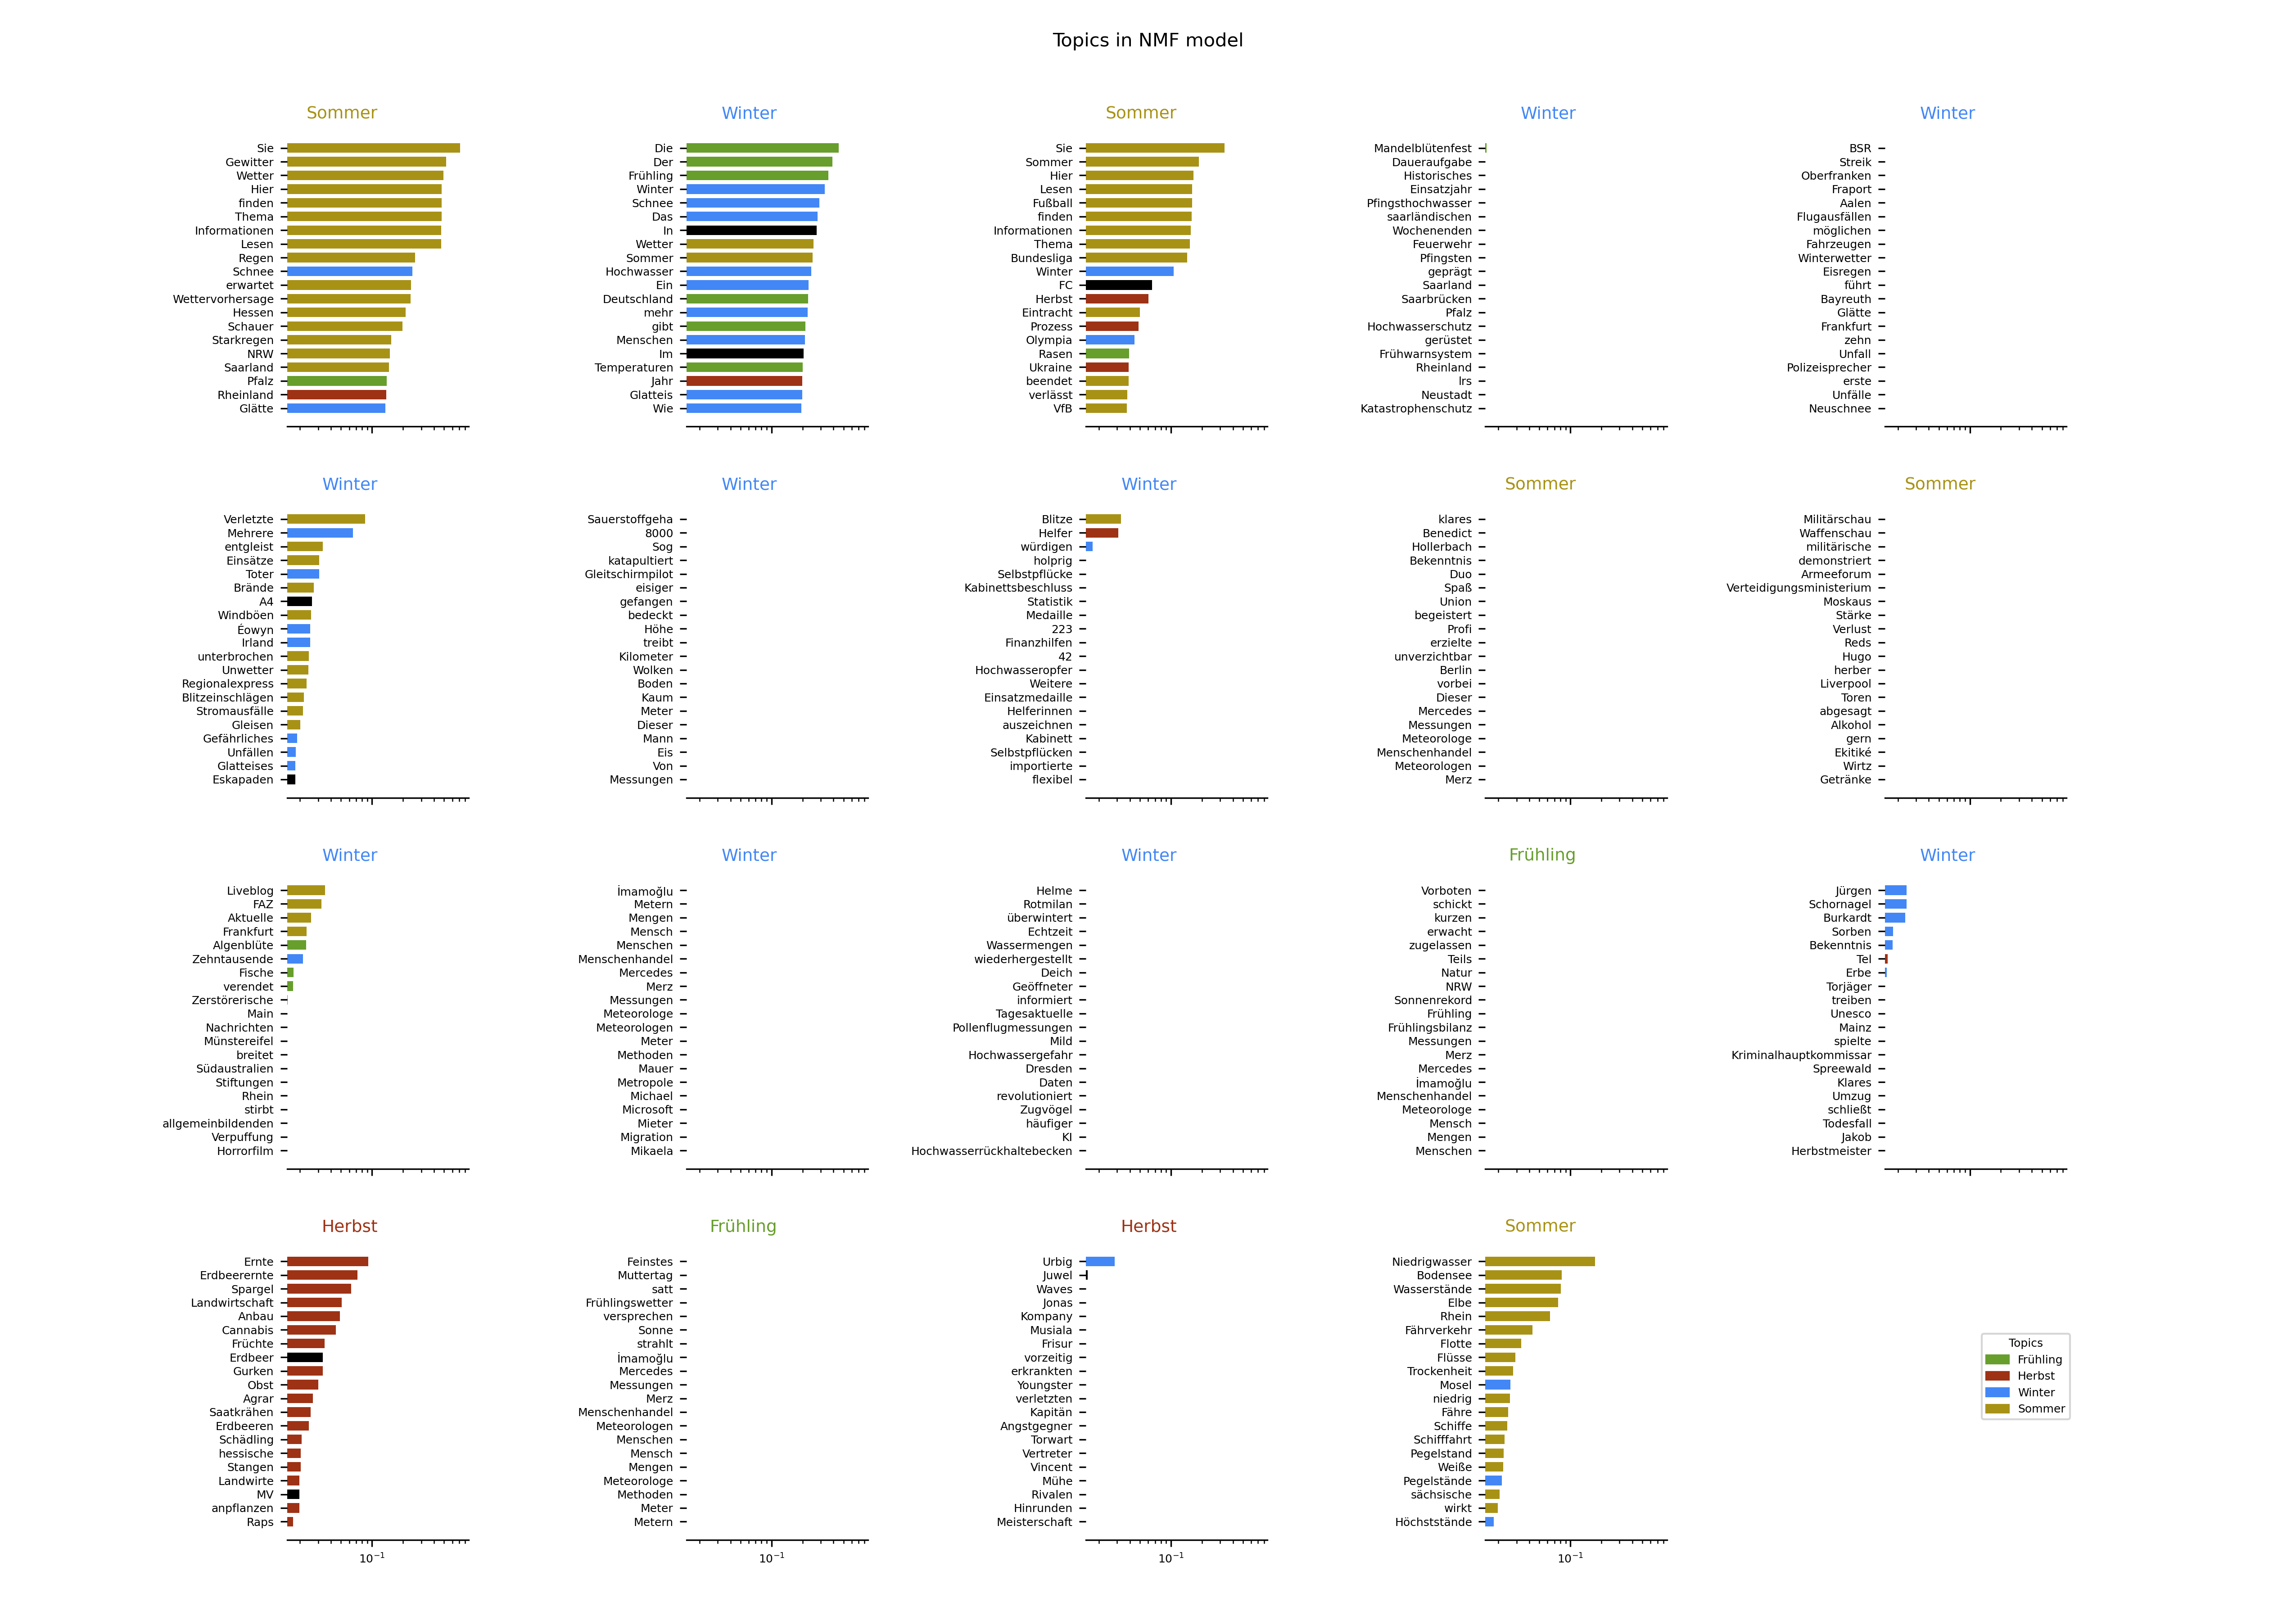 Topics in NMF model
Sommer
Sie
Gewitter
Wetter
Hier
finden
Thema
Informationen
Lesen
Regen
Schnee
erwartet
Wettervorhersage
Hessen
Schauer
Starkregen
NRW
Saarland
Pfalz
Rheinland
Glätte
Winter
Die
Der
Frühling
Winter
Schnee
Das
In
Wetter
Sommer
Hochwasser
Ein
Deutschland
mehr
gibt
Menschen
Im
Temperaturen
Jahr
Glatteis
Wie
Sommer
Sie
Sommer
Hier
Lesen
Fußball
finden
Informationen
Thema
Bundesliga
Winter
FC
Herbst
Eintracht
Prozess
Olympia
Rasen
Ukraine
beendet
verlässt
VfB
Winter
Mandelblütenfest
Daueraufgabe
Historisches
Einsatzjahr
Pfingsthochwasser
saarländischen
Wochenenden
Feuerwehr
Pfingsten
geprägt
Saarland
Saarbrücken
Pfalz
Hochwasserschutz
gerüstet
Frühwarnsystem
Rheinland
lrs
Neustadt
Katastrophenschutz
Winter
BSR
Streik
Oberfranken
Fraport
Aalen
Flugausfällen
möglichen
Fahrzeugen
Winterwetter
Eisregen
führt
Bayreuth
Glätte
Frankfurt
zehn
Unfall
Polizeisprecher
erste
Unfälle
Neuschnee
Winter
Verletzte
Mehrere
entgleist
Einsätze
Toter
Brände
A4
Windböen
Éowyn
Irland
unterbrochen
Unwetter
Regionalexpress
Blitzeinschlägen
Stromausfälle
Gleisen
Gefährliches
Unfällen
Glatteises
Eskapaden
Winter
Sauerstoffgeha
8000
Sog
katapultiert
Gleitschirmpilot
eisiger
gefangen
bedeckt
Höhe
treibt
Kilometer
Wolken
Boden
Kaum
Meter
Dieser
Mann
Eis
Von
Messungen
Winter
Blitze
Helfer
würdigen
holprig
Selbstpflücke
Kabinettsbeschluss
Statistik
Medaille
223
Finanzhilfen
42
Hochwasseropfer
Weitere
Einsatzmedaille
Helferinnen
auszeichnen
Kabinett
Selbstpflücken
importierte
flexibel
Sommer
klares
Benedict
Hollerbach
Bekenntnis
Duo
Spaß
Union
begeistert
Profi
erzielte
unverzichtbar
Berlin
vorbei
Dieser
Mercedes
Messungen
Meteorologe
Menschenhandel
Meteorologen
Merz
Sommer
Militärschau
Waffenschau
militärische
demonstriert
Armeeforum
Verteidigungsministerium
Moskaus
Stärke
Verlust
Reds
Hugo
herber
Liverpool
Toren
abgesagt
Alkohol
gern
Ekitiké
Wirtz
Getränke
Winter
Liveblog
FAZ
Aktuelle
Frankfurt
Algenblüte
Zehntausende
Fische
verendet
Zerstörerische
Main
Nachrichten
Münstereifel
breitet
Südaustralien
Stiftungen
Rhein
stirbt
allgemeinbildenden
Verpuffung
Horrorfilm
Winter
İmamoğlu
Metern
Mengen
Mensch
Menschen
Menschenhandel
Mercedes
Merz
Messungen
Meteorologe
Meteorologen
Meter
Methoden
Mauer
Metropole
Michael
Microsoft
Mieter
Migration
Mikaela
Winter
Helme
Rotmilan
überwintert
Echtzeit
Wassermengen
wiederhergestellt
Deich
Geöffneter
informiert
Tagesaktuelle
Pollenflugmessungen
Mild
Hochwassergefahr
Dresden
Daten
revolutioniert
Zugvögel
häufiger
KI
Hochwasserrückhaltebecken
Frühling
Vorboten
schickt
kurzen
erwacht
zugelassen
Teils
Natur
NRW
Sonnenrekord
Frühling
Frühlingsbilanz
Messungen
Merz
Mercedes
İmamoğlu
Menschenhandel
Meteorologe
Mensch
Mengen
Menschen
Winter
Jürgen
Schornagel
Burkardt
Sorben
Bekenntnis
Tel
Erbe
Torjäger
treiben
Unesco
Mainz
spielte
Kriminalhauptkommissar
Spreewald
Klares
Umzug
schließt
Todesfall
Jakob
Herbstmeister
Herbst
Ernte
Erdbeerernte
Spargel
Landwirtschaft
Anbau
Cannabis
Früchte
Erdbeer
Gurken
Obst
Agrar
Saatkrähen
Erdbeeren
Schädling
hessische
Stangen
Landwirte
MV
anpflanzen
Raps
10⁻¹
Frühling
Feinstes
Muttertag
satt
Frühlingswetter
versprechen
Sonne
strahlt
İmamoğlu
Mercedes
Messungen
Merz
Menschenhandel
Meteorologen
Menschen
Mensch
Mengen
Meteorologe
Methoden
Meter
Metern
10⁻¹
Herbst
Urbig
Juwel
Waves
Jonas
Kompany
Musiala
Frisur
vorzeitig
erkrankten
Youngster
verletzten
Kapitän
Angstgegner
Torwart
Vertreter
Vincent
Mühe
Rivalen
Hinrunden
Meisterschaft
10⁻¹
Sommer
Niedrigwasser
Bodensee
Wasserstände
Elbe
Rhein
Fährverkehr
Flotte
Flüsse
Trockenheit
Mosel
niedrig
Fähre
Schiffe
Schifffahrt
Pegelstand
Weiße
Pegelstände
sächsische
wirkt
Höchststände
10⁻¹
Topics
Frühling
Herbst
Winter
Sommer